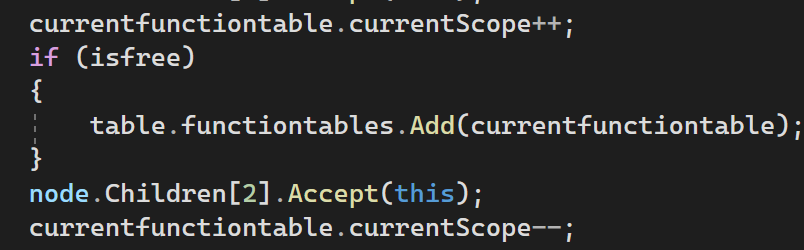 currentfunctiontable.currentScope++;
if (isfree)
{
table.functiontables.Add(currentfunctiontable);
}
node.Children[2].Accept(this);
currentfunctiontable.currentScope--;